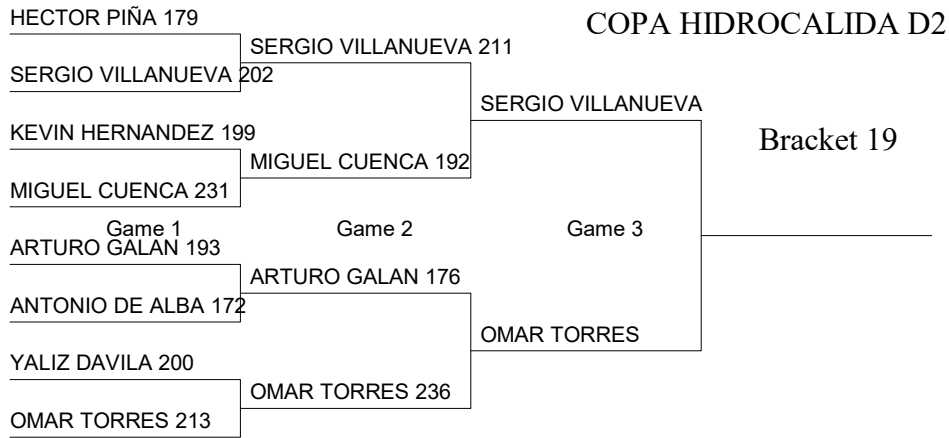 HECTOR PIÑA 179
COPA HIDROCALIDA D2
SERGIO VILLANUEVA 211
SERGIO VILLANUEVA 202
SERGIO VILLANUEVA
KEVIN HERNANDEZ 199
Bracket 19
MIGUEL CUENCA 192
MIGUEL CUENCA 231
Game 1
Game 2
Game 3
ARTURO GALAN 193
ARTURO GALAN 176
ANTONIO DE ALBA 172
OMAR TORRES
YALIZ DAVILA 200
OMAR TORRES 236
OMAR TORRES 213